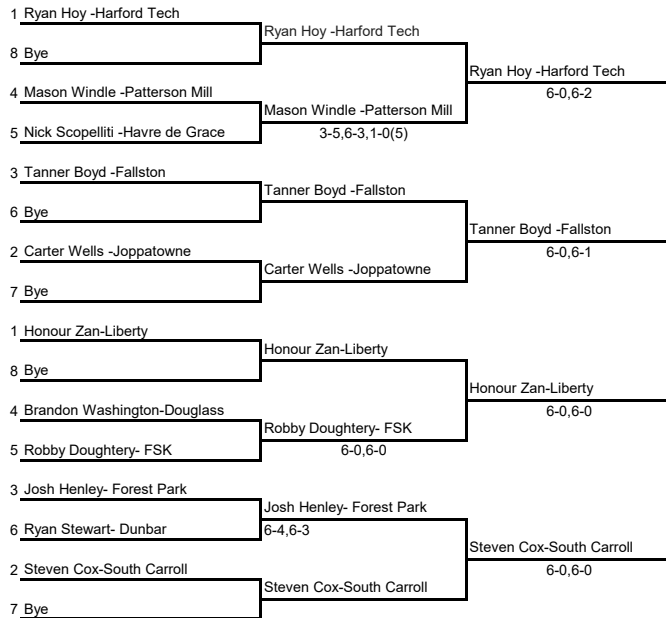 1 Ryan Hoy -Harford Tech
Ryan Hoy -Harford Tech
8 Bye
Ryan Hoy -Harford Tech
6-0,6-2
4 Mason Windle -Patterson Mill
Mason Windle -Patterson Mill
3-5,6-3,1-0(5)
5 Nick Scopelliti -Havre de Grace
3 Tanner Boyd -Fallston
Tanner Boyd -Fallston
6 Bye
Tanner Boyd -Fallston
6-0,6-1
2 Carter Wells -Joppatowne
Carter Wells -Joppatowne
7 Bye
1 Honour Zan-Liberty
Honour Zan-Liberty
8 Bye
Honour Zan-Liberty
6-0,6-0
4 Brandon Washington-Douglass
Robby Doughtery- FSK
6-0,6-0
5 Robby Doughtery- FSK
3 Josh Henley- Forest Park
Josh Henley- Forest Park
6-4,6-3
6 Ryan Stewart- Dunbar
Steven Cox-South Carroll
6-0,6-0
2 Steven Cox-South Carroll
Steven Cox-South Carroll
7 Bye